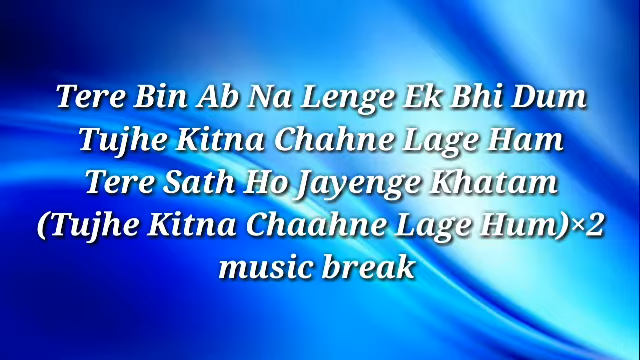 Tere Bin Ab Na Lenge Ek Bhi Dum
Tujhe Kitna Chahne Lage Ham
Tere Sath Ho Jayenge Khatam
(Tujhe Kitna Chaahne Lage Hum)×2
music break